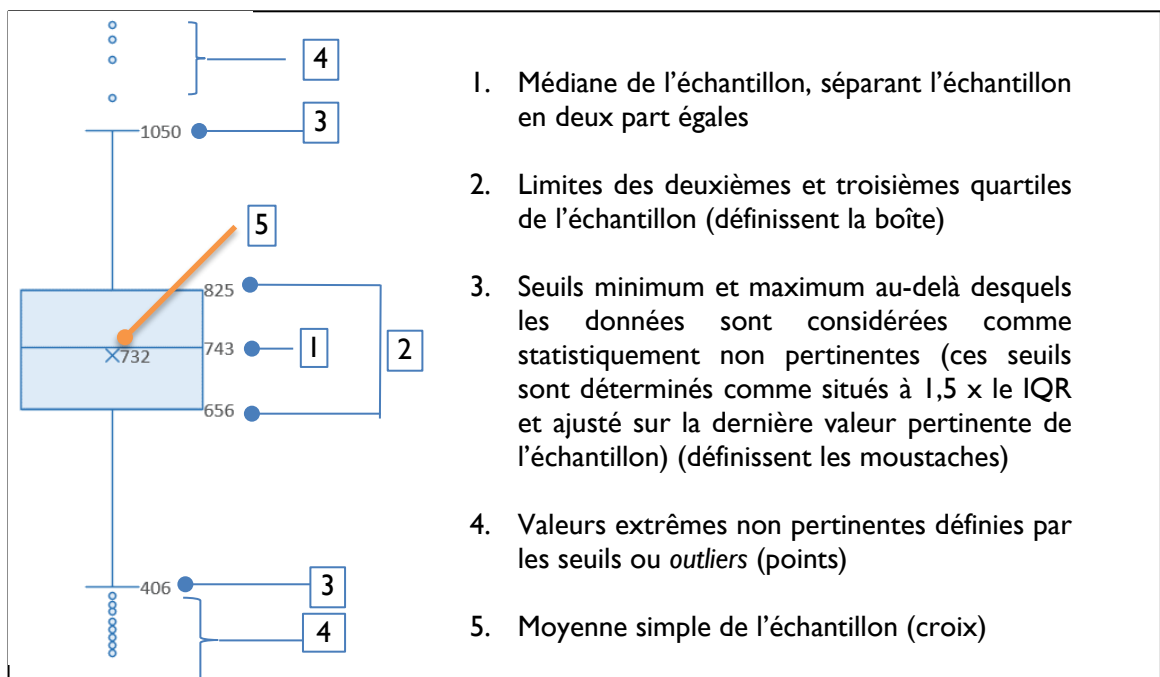 4
1050
3
5
825
743
1
2
732
656
406
3
4
1. Médiane de l'échantillon, séparant l'échantillon
en deux part égales
2. Limites des deuxièmes et troisièmes quartiles
de l'échantillon (définissent la boîte)
3. Seuils minimum et maximum au-delà desquels
les données sont considérées comme
statistiquement non pertinentes (ces seuils
sont déterminés comme situés à 1,5 x le IQR
et ajusté sur la dernière valeur pertinente de
l'échantillon) (définissent les moustaches)
4. Valeurs extrêmes non pertinentes définies par
les seuils ou outliers (points)
5. Moyenne simple de l'échantillon (croix)